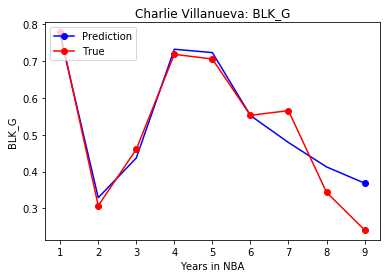 Charlie Villanueva: BLK_G
Prediction
True
0.8
0.7
0.6
0.5
0.4
0.3
BLK_G
1 2 3 4 5 6 7 8 9
Years in NBA